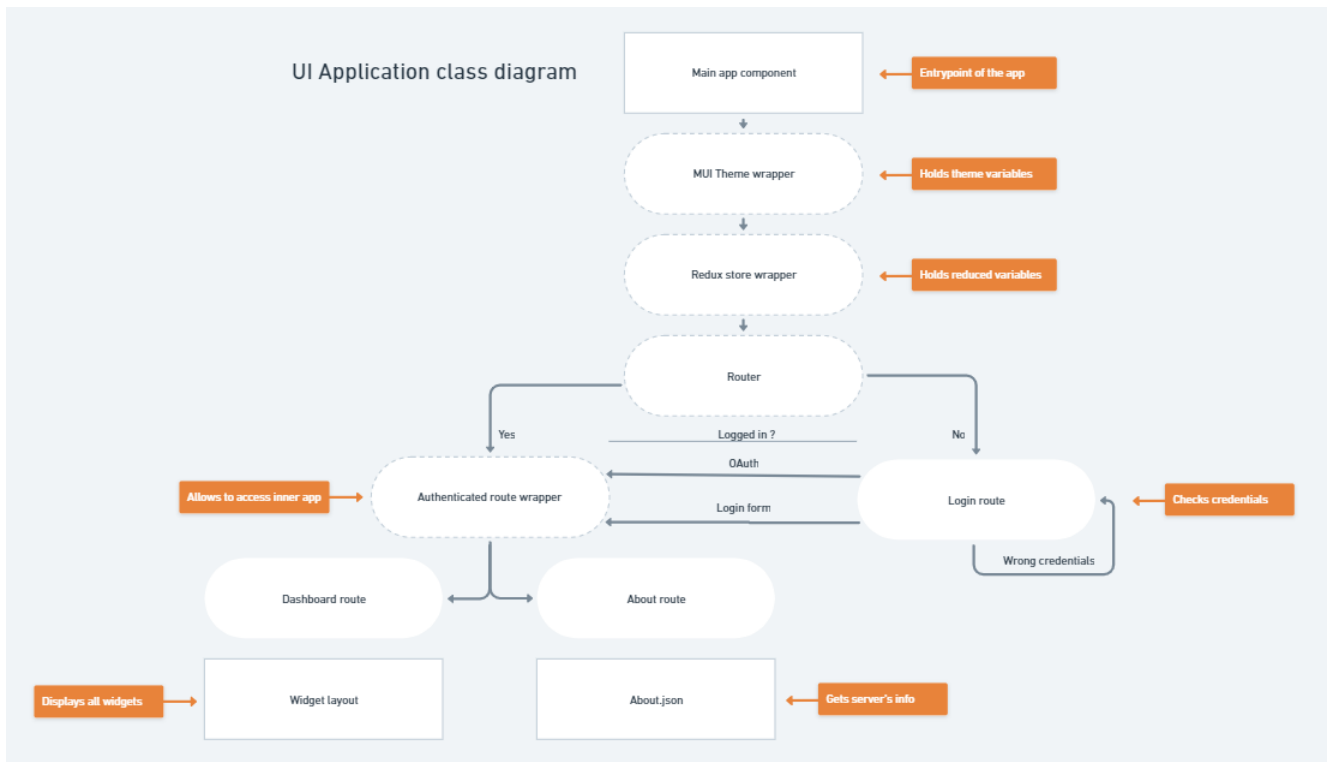 UI Application class diagram
Main app component
Entrypoint of the app
MUI Theme wrapper
Holds theme variables
Redux store wrapper
Holds reduced variables
Router
Yes
Logged in ?
No
OAuth
Allows to access inner app
Authenticated route wrapper
Login form
Login route
Checks credentials
Wrong credentials
Dashboard route
About route
Displays all widgets
Widget layout
About.json
Gets server's info